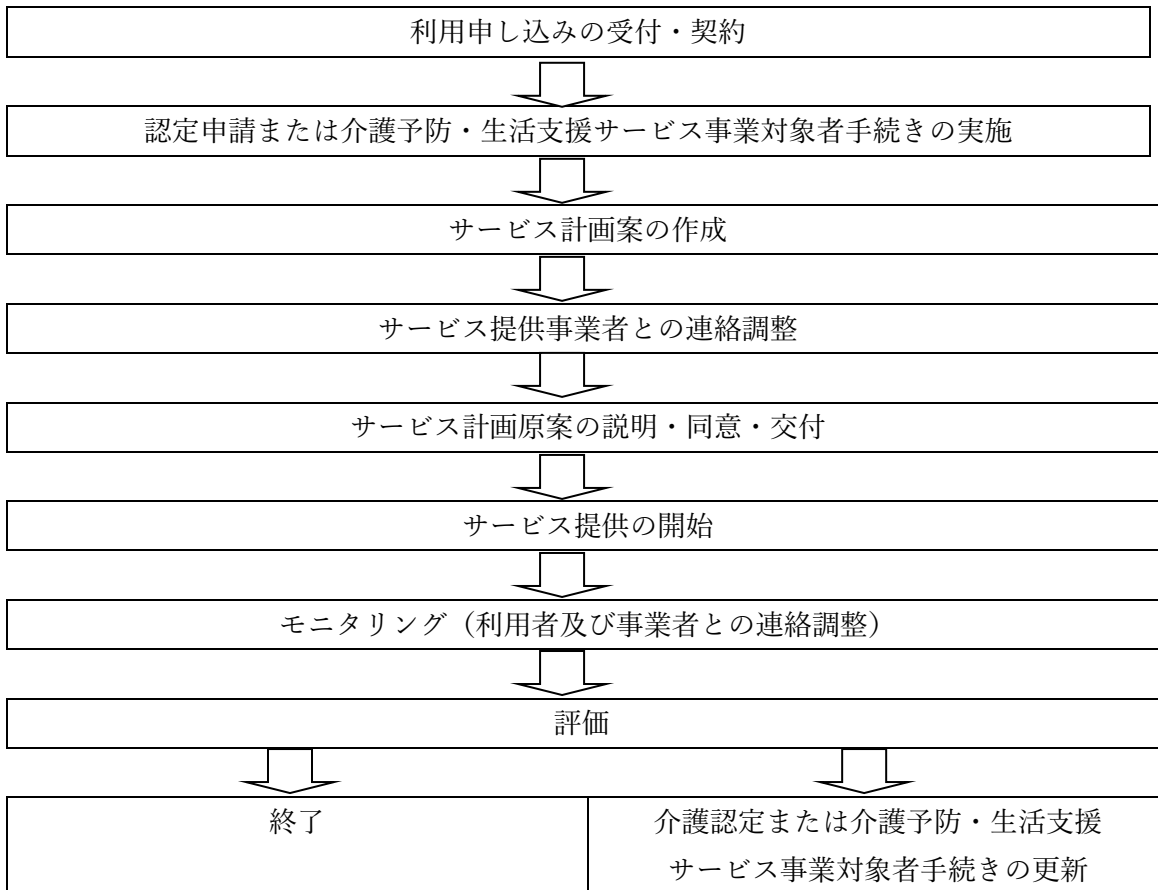 利用申し込みの受付・契約
認定申請または介護予防・生活支援サービス事業対象者手続きの実施
サービス計画案の作成
サービス提供事業者との連絡調整
サービス計画原案の説明・同意・交付
サービス提供の開始
モニタリング（利用者及び事業者との連絡調整）
評価
終了
介護認定または介護予防・生活支援
サービス事業対象者手続きの更新